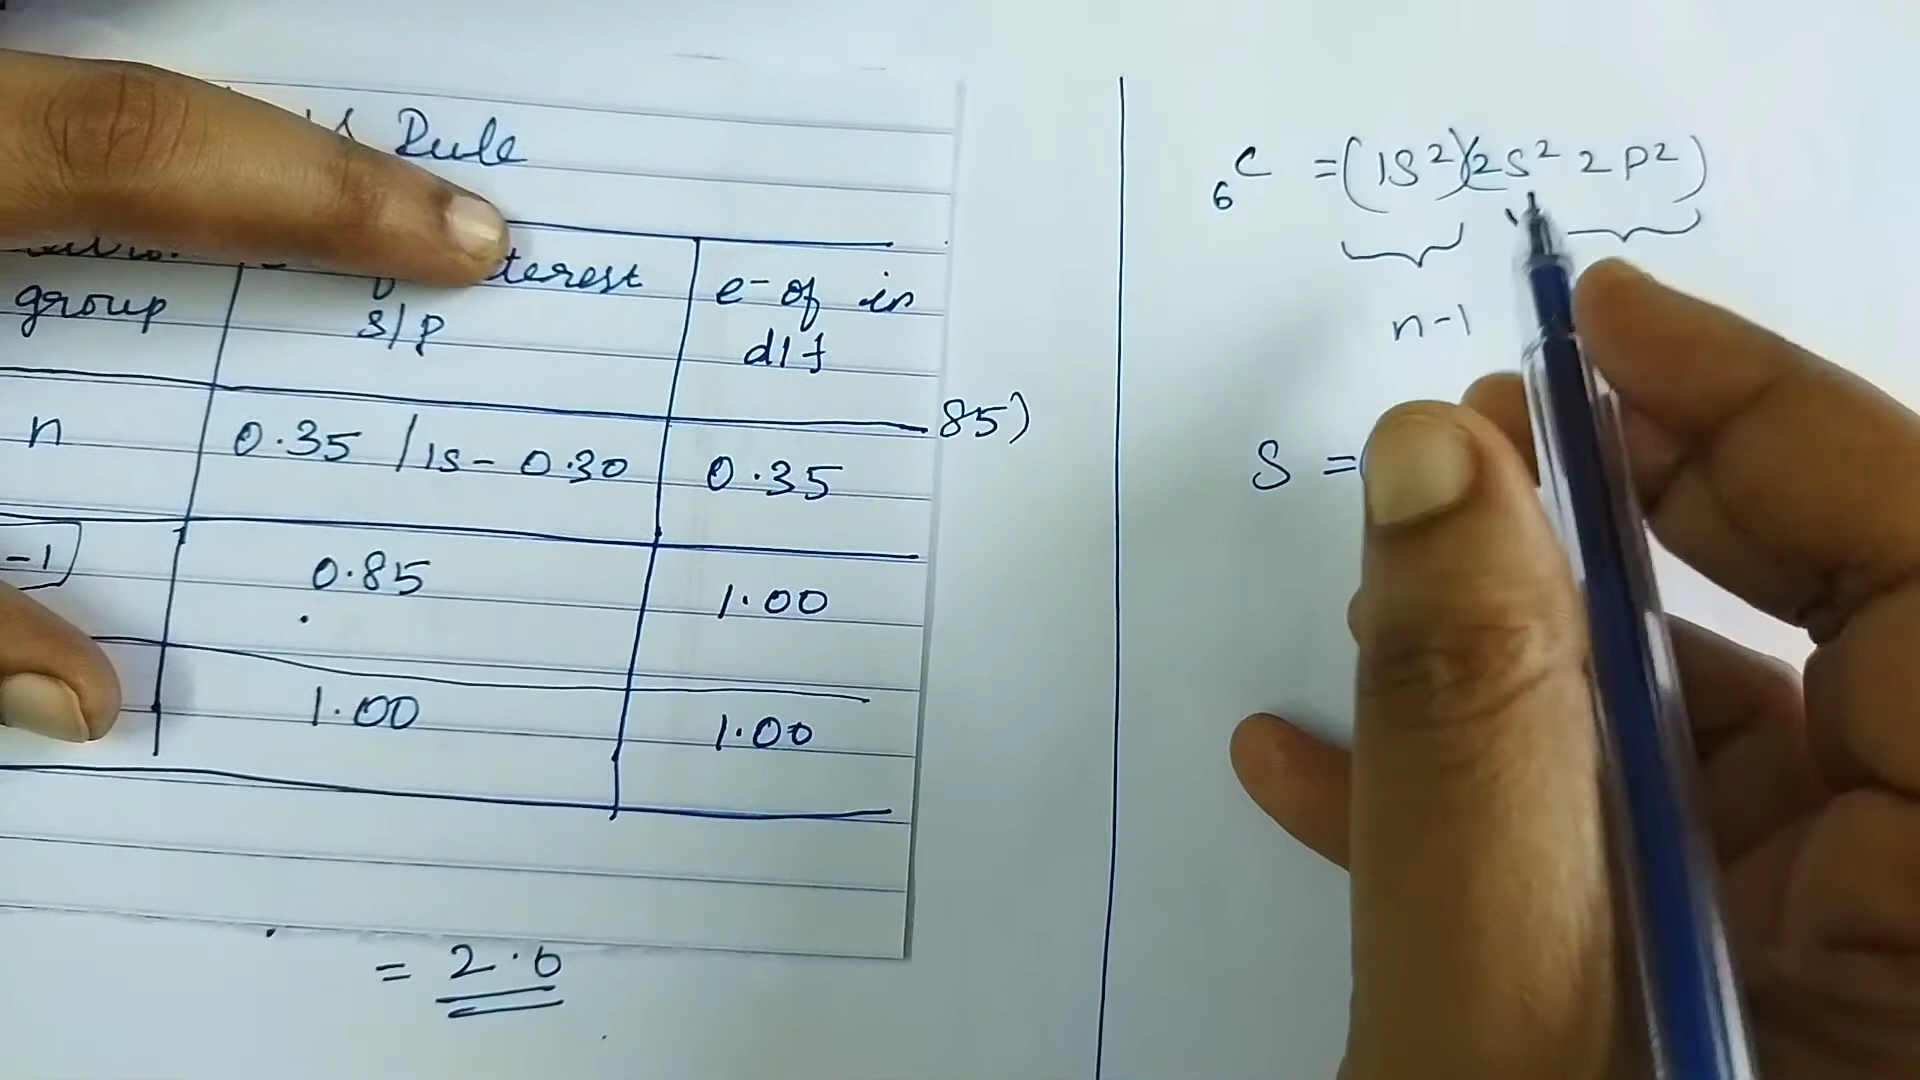 Rule
group
terest
s/p
e- of in
d/f
n
0.35 /1s- 0.30
0.35
-1
0.85
1.00
1.00
1.00
85)
= 2.6
6C =(1S²)(2S² 2P²)
n-1
S =